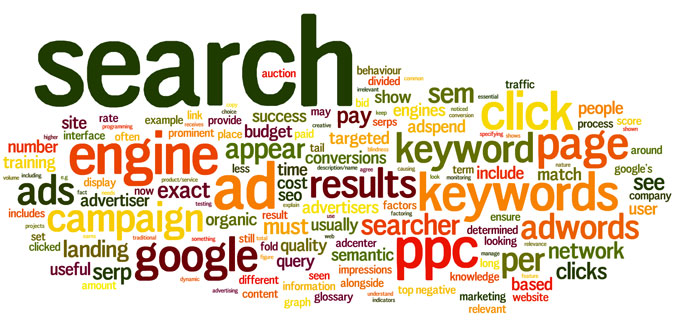 search
auction
behaviour
divided
common
irrelevant
traffic
show
sem
essential
engines
click
people
process
score
shown
site
rate
programming
example
link
receives
copy
choice
provide
success
may
pay
bid
keep
serps
creative
noticed
conversion
adspend
specifying
shows
number
higher
interface
often
prominent
place
budget
paid
targeted
keyword
page
around
training
engine
appear
tail
conversions
blindness
causing
monitoring
nature
google's
volume
including
e.g
display
product/service
less
time
description/name
agree
look
term
include
match
see
company
ads
fact
advertiser
now
exact
ad
cost
seo
results
keywords
user
includes
testing
explain
advertisers
factors
factoring
ensure
projects
campaign
organic
result
must
usually
use
searcher
determined
looking
relevance
adwords
set
clicked
landing
traditional
something
google
still
total
fold
figure
quality
web
adcenter
semantic
ppc
manage
long
per
network
useful
serp
query
impressions
clicks
amount
dynamic
different
seen
alongside
knowledge
feature
based
website
advertising
content
information
graph
glossary
understand
indicators
top negative
marketing
relevant